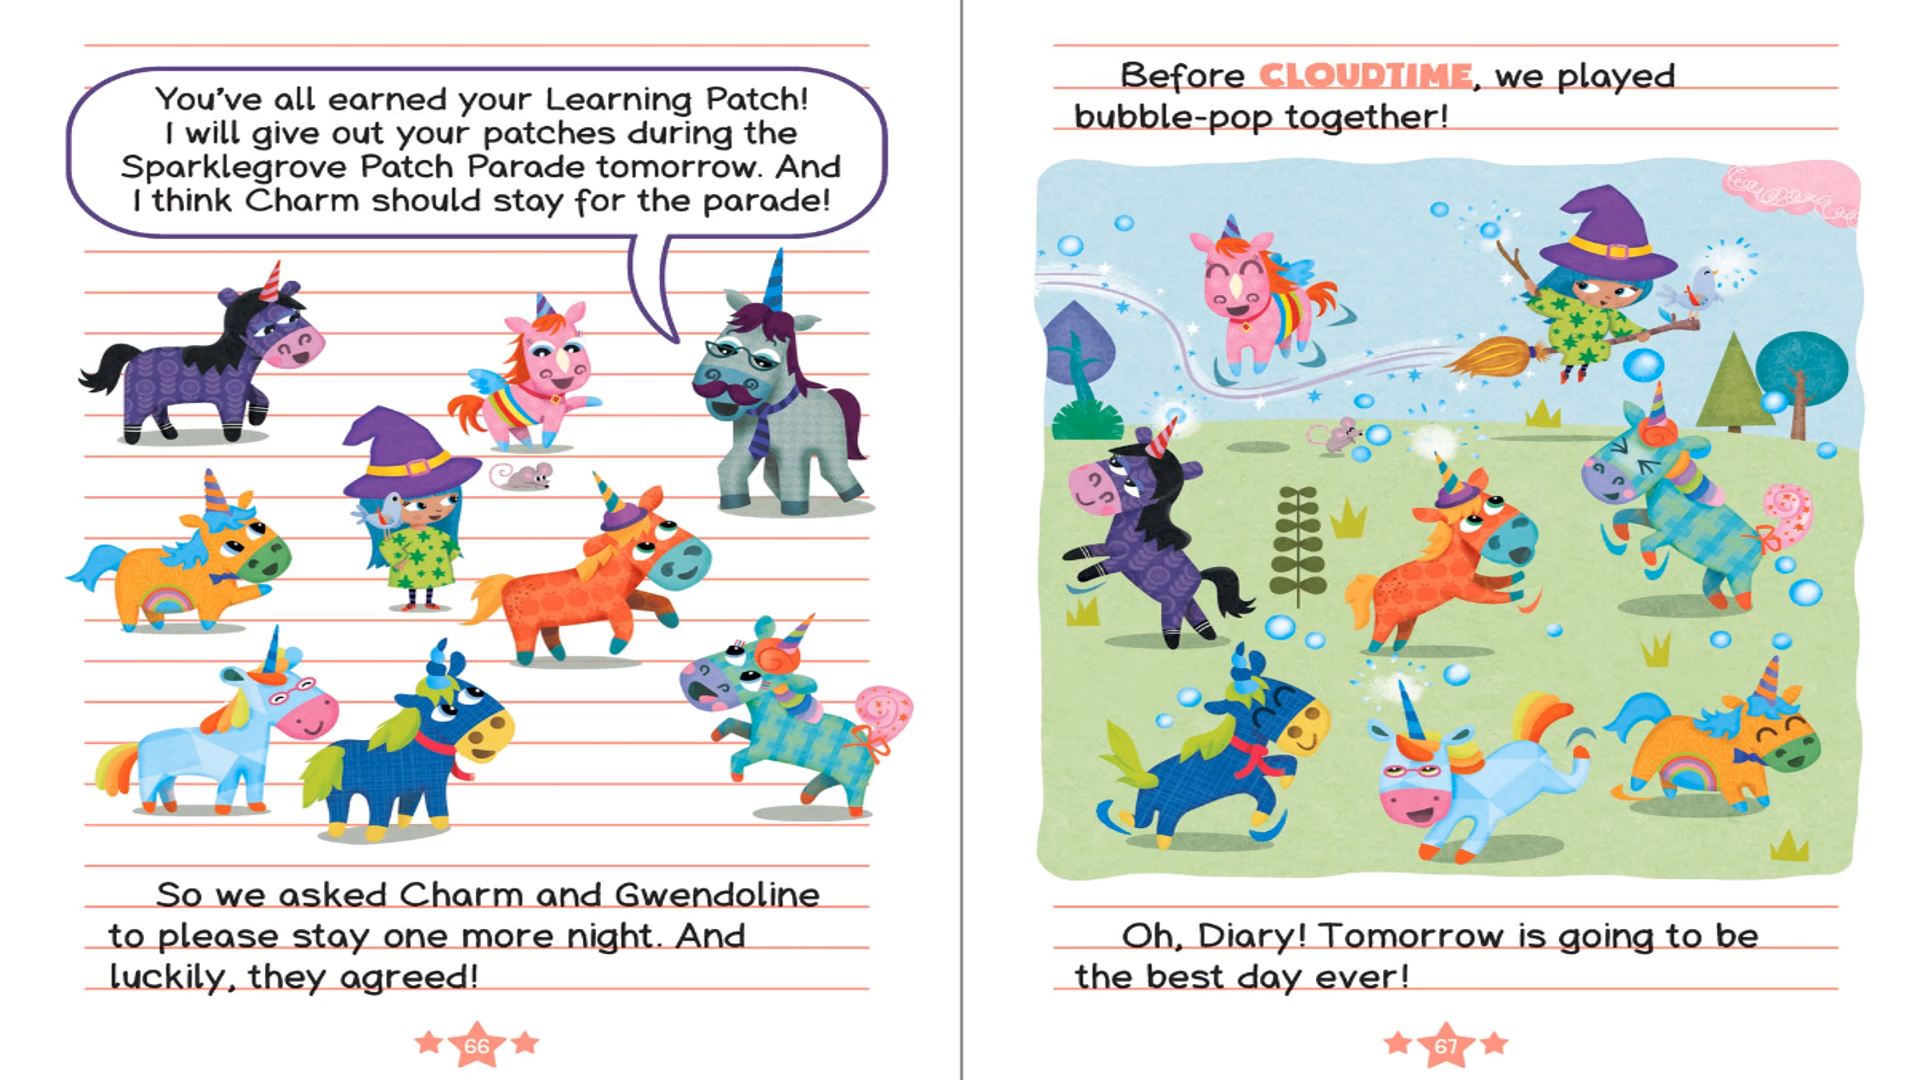 You've all earned your Learning Patch!
I will give out your patches during the
Sparklegrove Patch Parade tomorrow. And
I think Charm should stay for the parade!
So we asked Charm and Gwendoline
to please stay one more night. And
luckily, they agreed!
66
Before CLOUDTIME, we played
bubble-pop together!
Oh, Diary! Tomorrow is going to be
the best day ever!
67